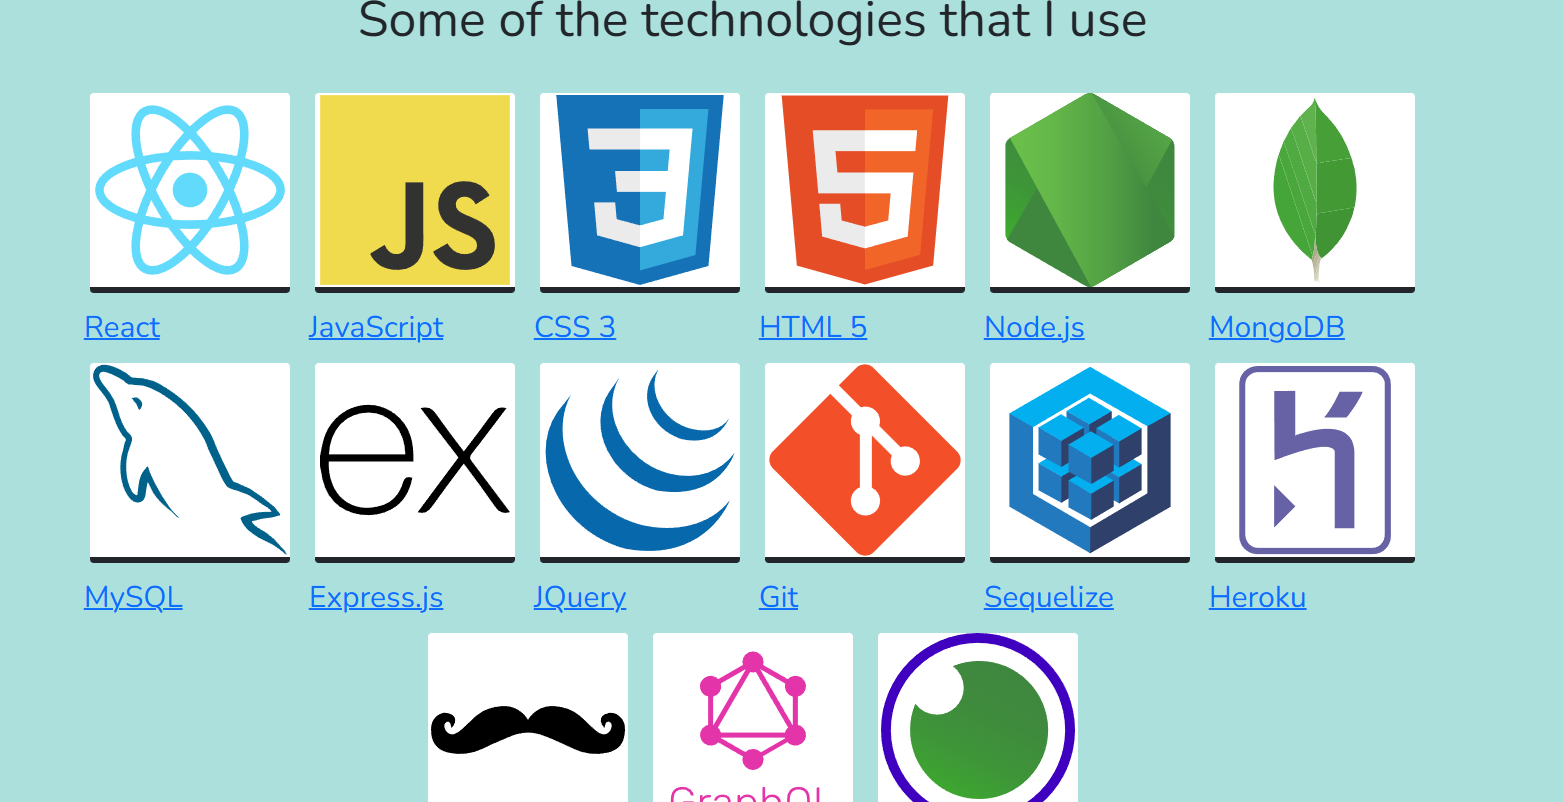 Some of the technologies that I use
JS
React JavaScript CSS 3 HTML 5 Node.js MongoDB
ex
MySQL Express.js JQuery Git Sequelize Heroku
GraphQL